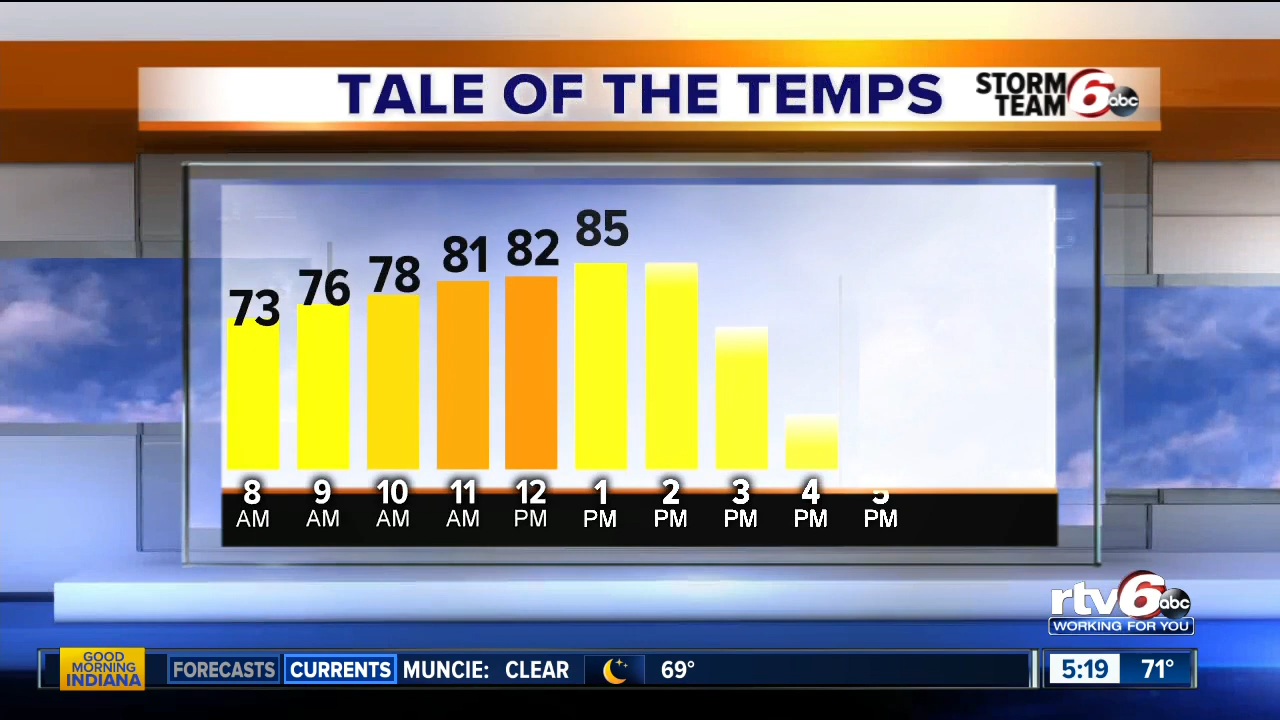 TALE OF THE TEMPS
STORM
TEAM 6 abc
73 76 78 81 82 85
8 9 10 11 12 1 2 3 4 5
AM AM AM AM PM PM PM PM PM PM
rtv6 abc
WORKING FOR YOU
GOOD
MORNING
INDIANA
FORECASTS CURRENTS MUCIE: CLEAR 69° 5:19 71°